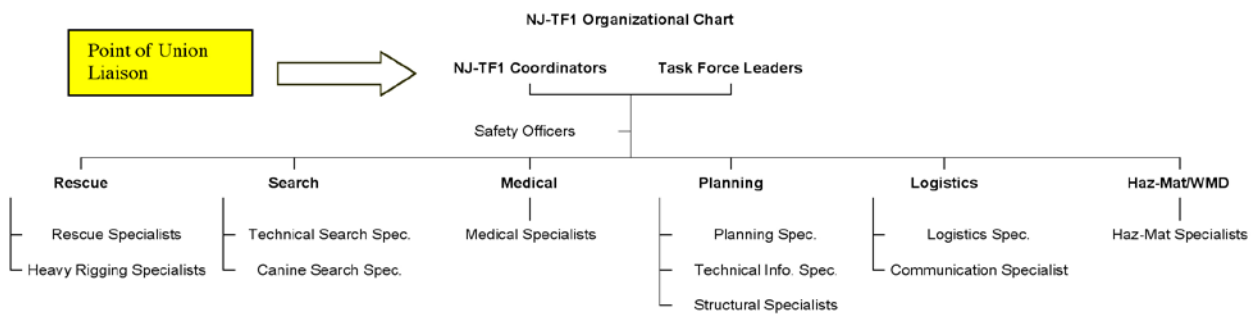 NJ-TF1 Organizational Chart
Point of Union
Liaison
NJ-TF1 Coordinators
Task Force Leaders
Safety Officers
Rescue
Search
Medical
Planning
Logistics
Haz-Mat/WMD
Rescue Specialists
Technical Search Spec.
Medical Specialists
Planning Spec.
Logistics Spec.
Haz-Mat Specialists
Heavy Rigging Specialists
Canine Search Spec.
Technical Info. Spec.
Communication Specialist
Structural Specialists